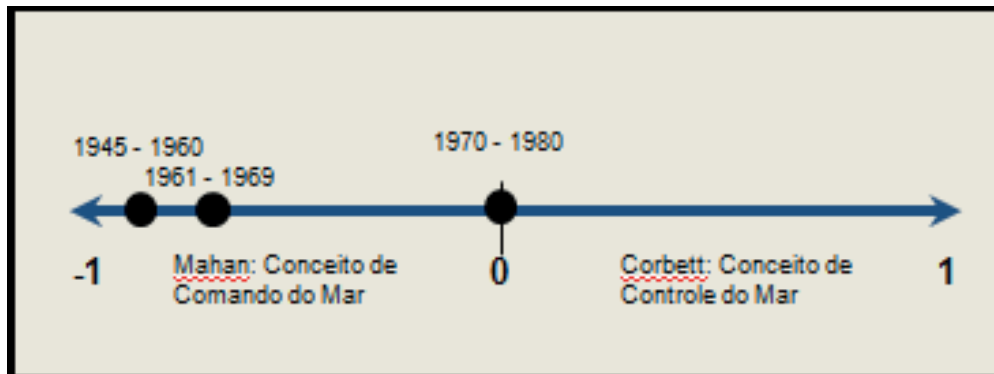 1945 - 1960
1970 - 1980
1961 - 1969
-1
Mahan: Conceito de
Comando do Mar
0
Corbett: Conceito de
Controle do Mar
1